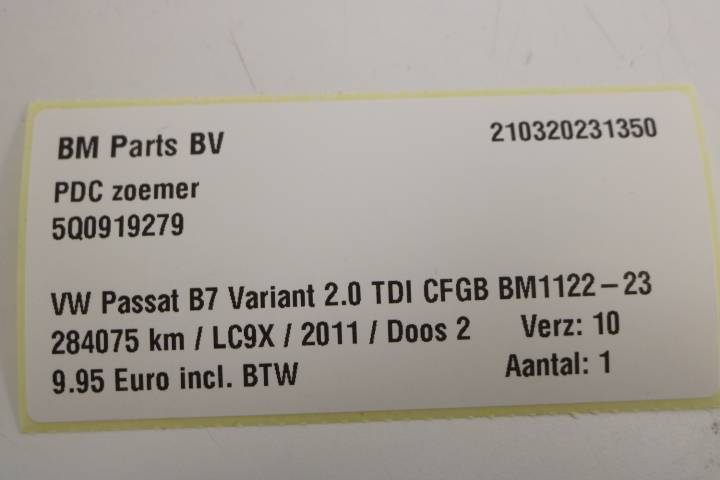 BM Parts BV 210320231350
PDC zoemer
5Q0919279
VW Passat B7 Variant 2.0 TDI CFGB BM1122-23
284075 km / LC9X / 2011 / Doos 2 Verz: 10
9.95 Euro incl. BTW Aantal: 1